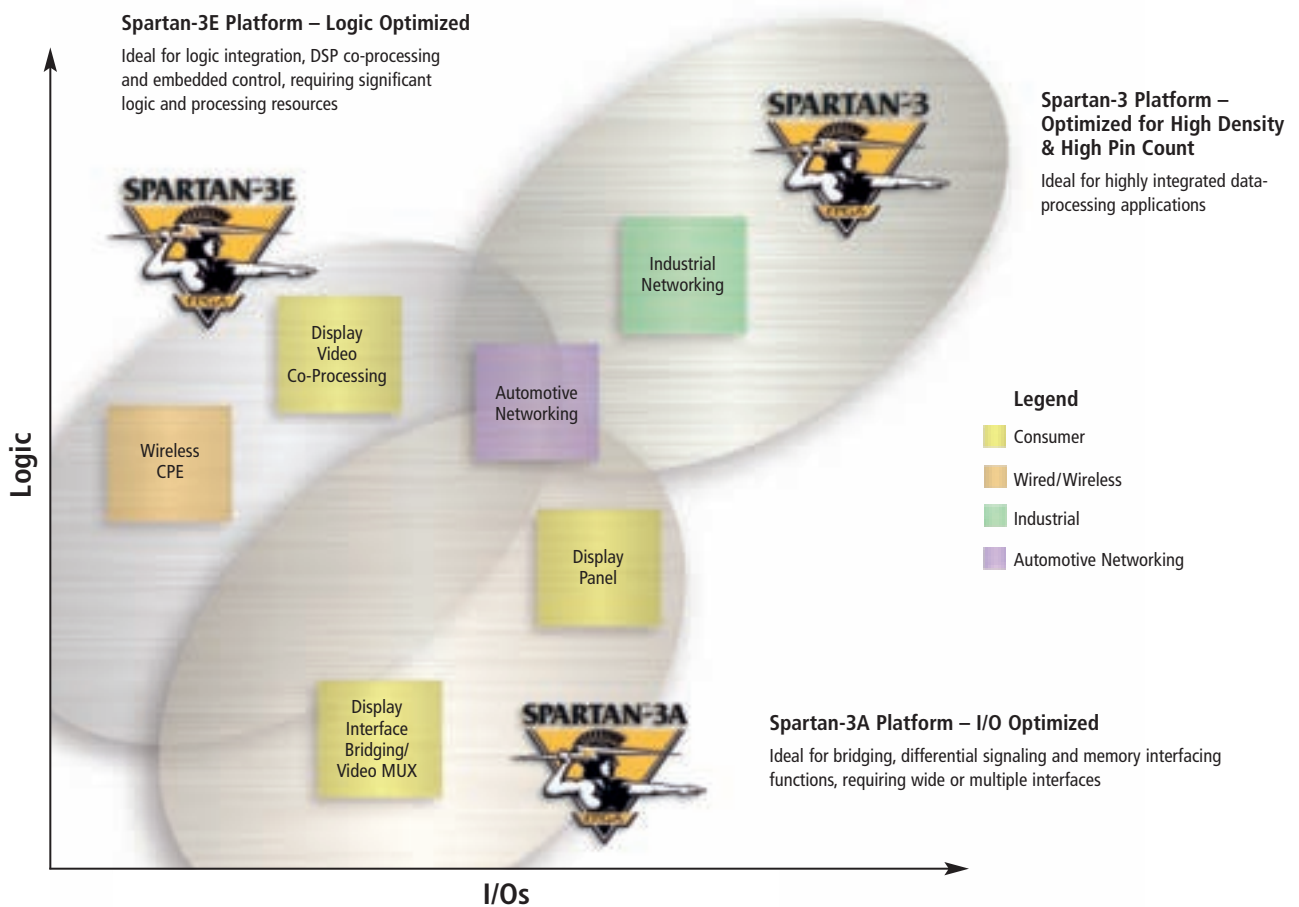 Spartan-3E Platform – Logic Optimized
Ideal for logic integration, DSP co-processing
and embedded control, requiring significant
logic and processing resources
SPARTAN-3
FPGA
Spartan-3 Platform –
Optimized for High Density
& High Pin Count
Ideal for highly integrated data-
processing applications
SPARTAN-3E
FPGA
Industrial
Networking
Display
Video
Co-Processing
Automotive
Networking
Wireless
CPE
Logic
Legend
Consumer
Wired/Wireless
Industrial
Automotive Networking
Display
Panel
Display
Interface
Bridging/
Video MUX
SPARTAN-3A
FPGA
Spartan-3A Platform – I/O Optimized
Ideal for bridging, differential signaling and memory interfacing
functions, requiring wide or multiple interfaces
I/Os